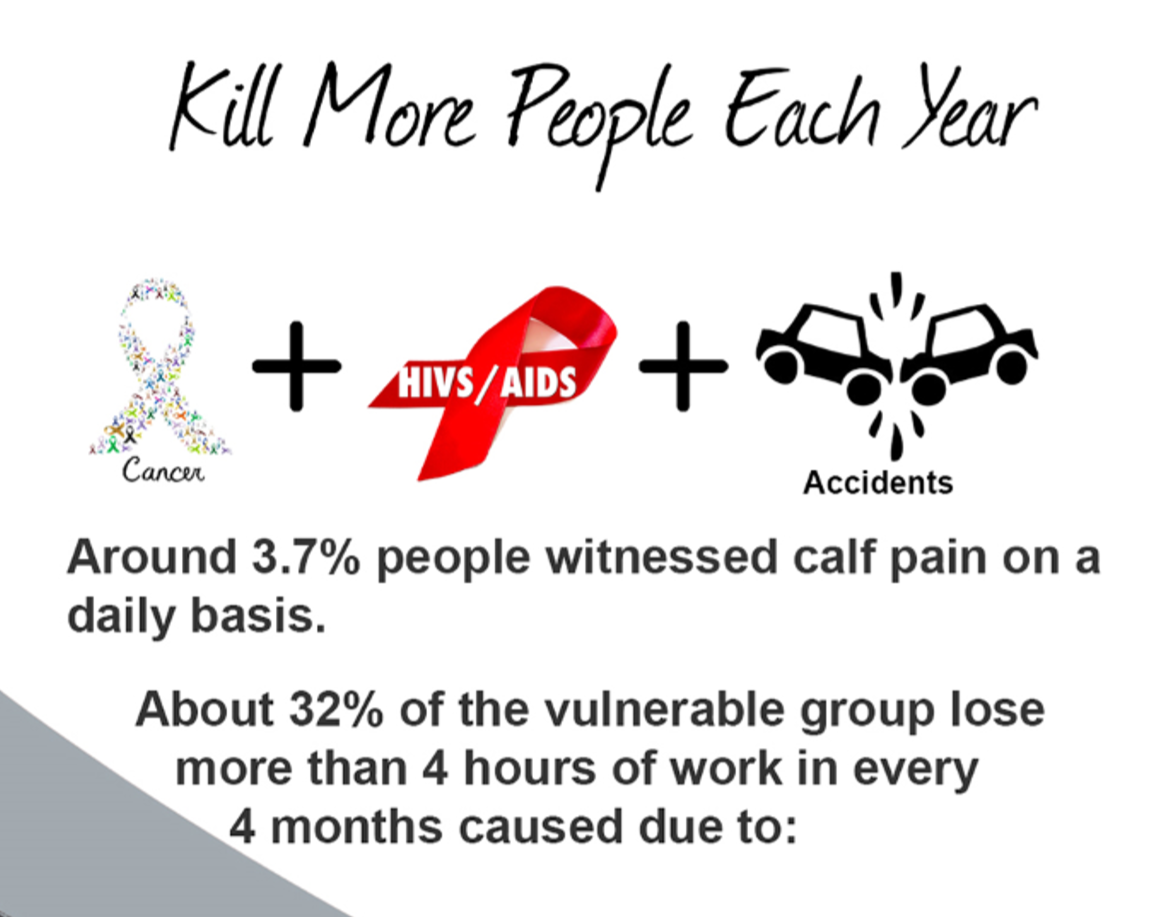 Kill More People Each Year
HIVS/AIDS
Cancer
Accidents
Around 3.7% people witnessed calf pain on a
daily basis.
About 32% of the vulnerable group lose
more than 4 hours of work in every
4 months caused due to: